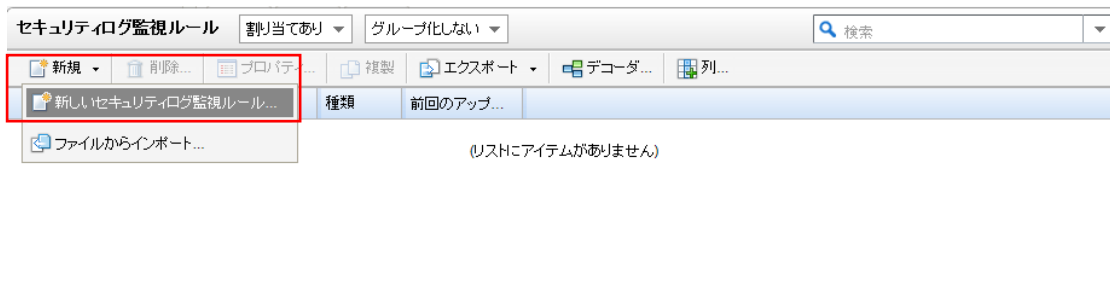 セキュリティログ監視ルール 割り当てあり グループ化しない 検索
新規 削除... プロパティ... 複製 エクスポート デコーダ... 列...
新しいセキュリティログ監視ルール... 種類 前回のアップ...
ファイルからインポート...
(リストにアイテムがありません)